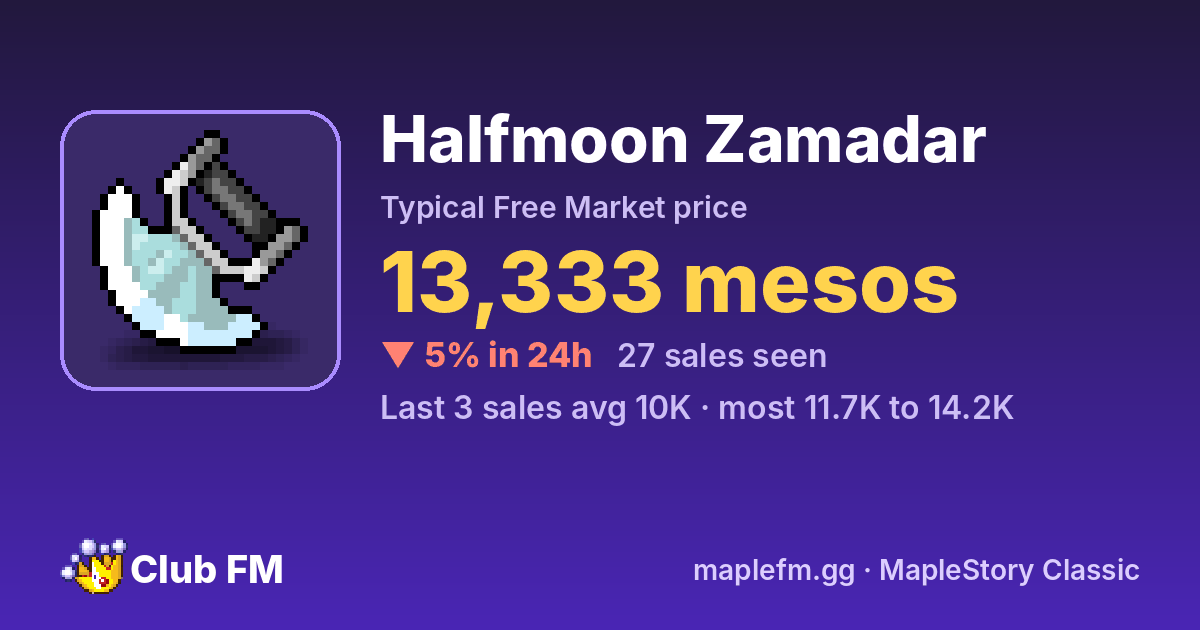 Halfmoon Zamadar
Typical Free Market price
13,333 mesos
▼ 5% in 24h 27 sales seen
Last 3 sales avg 10K · most 11.7K to 14.2K
Club FM
maplefm.gg · MapleStory Classic